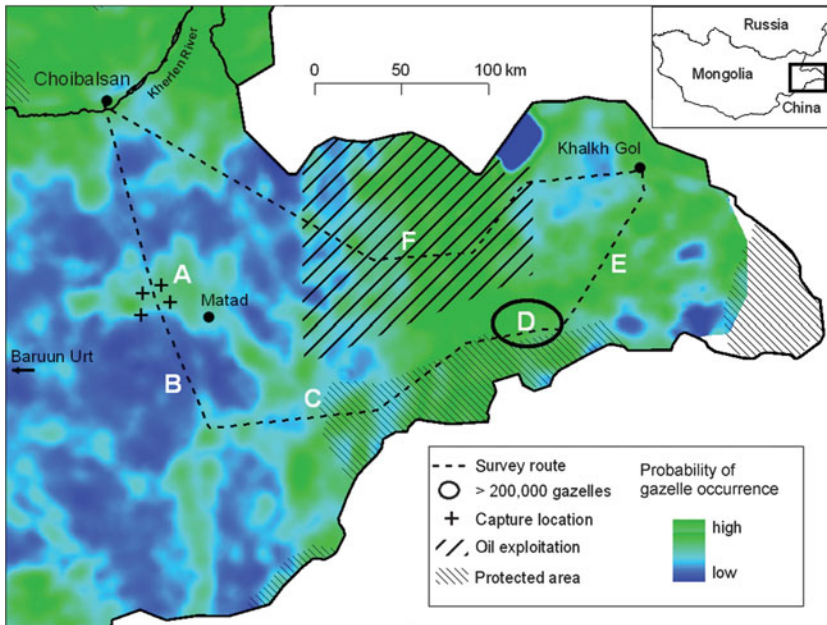 Choibalsan
Kherlen River
0 50 100 km
Russia
Mongolia
China
Khalkh Gol
F
E
A
Matad
D
Baruun Urt
B
C
Survey route
> 200,000 gazelles
Capture location
Oil exploitation
Protected area
Probability of
gazelle occurrence
high
low